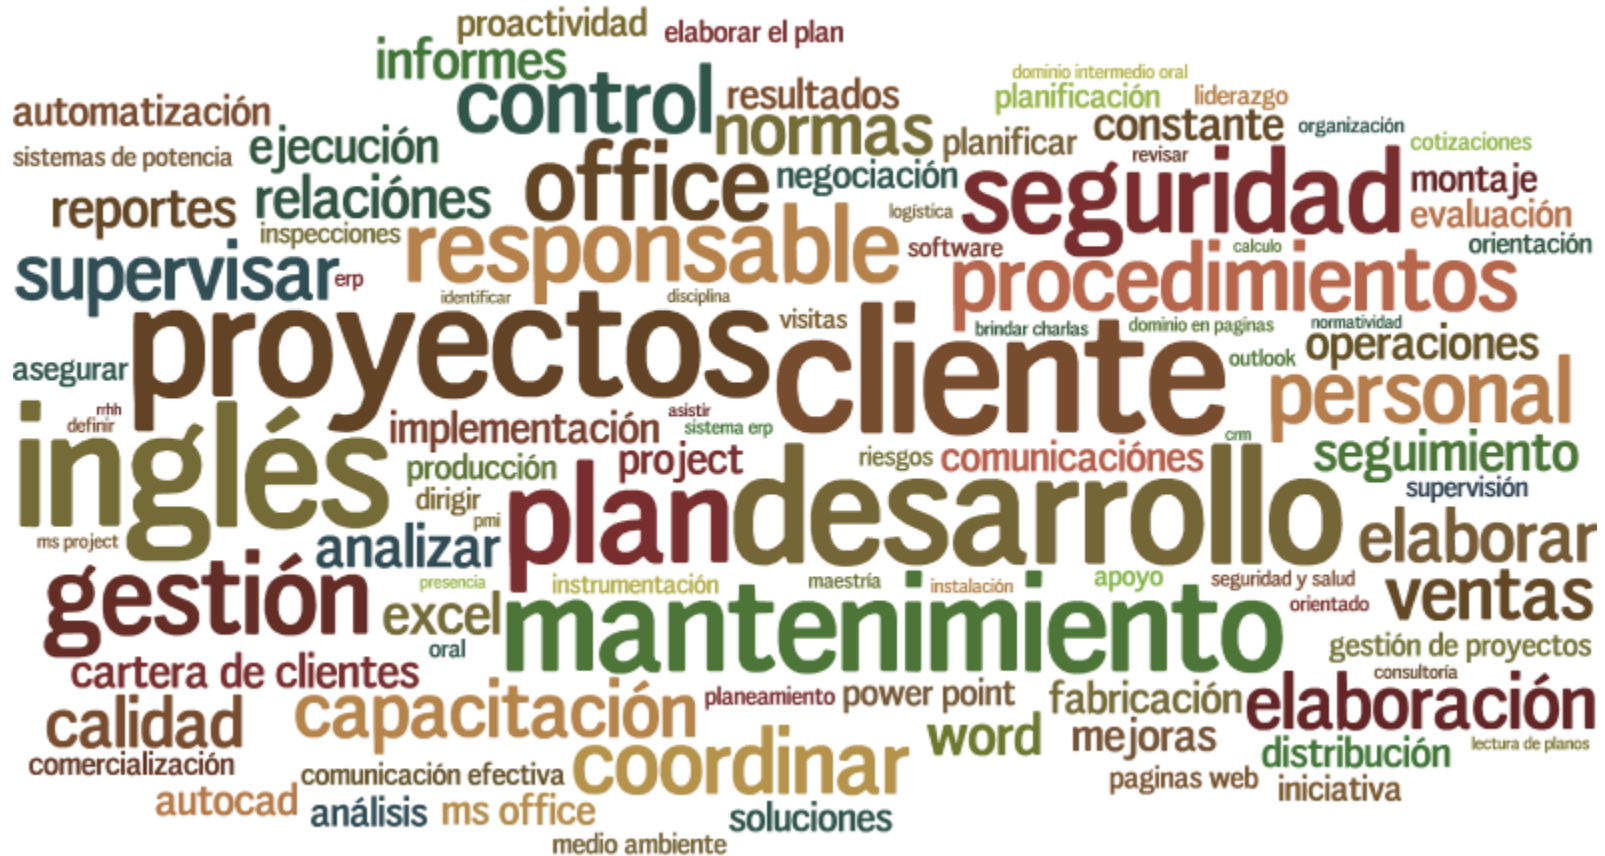 proactividad
elaborar el plan
informes
control
resultados
dominio intermedio oral
planificación
liderazgo
automatización
normas
constante
organización
sistemas de potencia
ejecución
planificar
revisar
cotizaciones
office
negociación
seguridad
montaje
reportes
relaciónes
logística
evaluación
inspecciones
responsable
software
calculo
orientación
supervisar
erp
procedimientos
identificar
disciplina
proyectos
visitas
cliente
brindar charlas
dominio en paginas
normatividad
operaciones
asegurar
outlook
personal
rrhh
definir
inglés
implementación
asistir
sistema erp
crm
producción
project
riesgos
comunicaciónes
seguimiento
dirigir
plan
desarrollo
supervisión
pmi
ms project
analizar
elaborar
gestión
presencia
instrumentación
maestría
instalación
apoyo
seguridad y salud
excel
mantenimiento
orientado
ventas
oral
gestión de proyectos
cartera de clientes
consultoría
capacitación
planeamiento
power point
fabricación
elaboración
calidad
coordinar
word
mejoras
distribución
lectura de planos
comercialización
comunicación efectiva
paginas web
iniciativa
autocad
análisis
ms office
soluciones
medio ambiente